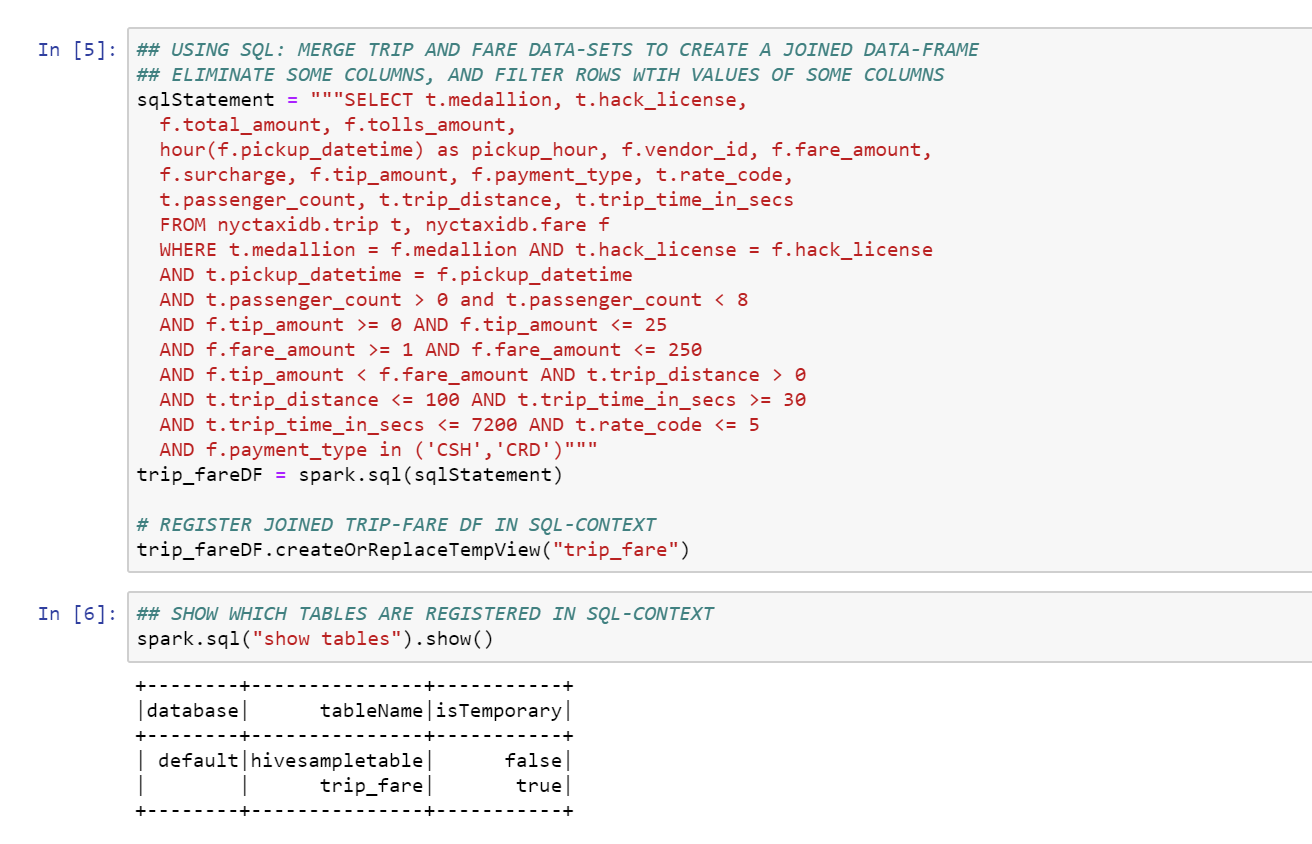 In [5]: ## USING SQL: MERGE TRIP AND FARE DATA-SETS TO CREATE A JOINED DATA-FRAME
## ELIMINATE SOME COLUMNS, AND FILTER ROWS WTIH VALUES OF SOME COLUMNS
sqlStatement = """SELECT t.medallion, t.hack_license,
  f.total_amount, f.tolls_amount,
  hour(f.pickup_datetime) as pickup_hour, f.vendor_id, f.fare_amount,
  f.surcharge, f.tip_amount, f.payment_type, t.rate_code,
  t.passenger_count, t.trip_distance, t.trip_time_in_secs
  FROM nyctaxidb.trip t, nyctaxidb.fare f
  WHERE t.medallion = f.medallion AND t.hack_license = f.hack_license
  AND t.pickup_datetime = f.pickup_datetime
  AND t.passenger_count > 0 and t.passenger_count < 8
  AND f.tip_amount >= 0 AND f.tip_amount <= 25
  AND f.fare_amount >= 1 AND f.fare_amount <= 250
  AND f.tip_amount < f.fare_amount AND t.trip_distance > 0
  AND t.trip_distance <= 100 AND t.trip_time_in_secs >= 30
  AND t.trip_time_in_secs <= 7200 AND t.rate_code <= 5
  AND f.payment_type in ('CSH','CRD')"""
trip_fareDF = spark.sql(sqlStatement)

# REGISTER JOINED TRIP-FARE DF IN SQL-CONTEXT
trip_fareDF.createOrReplaceTempView("trip_fare")
In [6]: ## SHOW WHICH TABLES ARE REGISTERED IN SQL-CONTEXT
spark.sql("show tables").show()
+--------+---------------+-----------+
|database|      tableName|isTemporary|
+--------+---------------+-----------+
| default|hivesampletable|      false|
|        |      trip_fare|       true|
+--------+---------------+-----------+